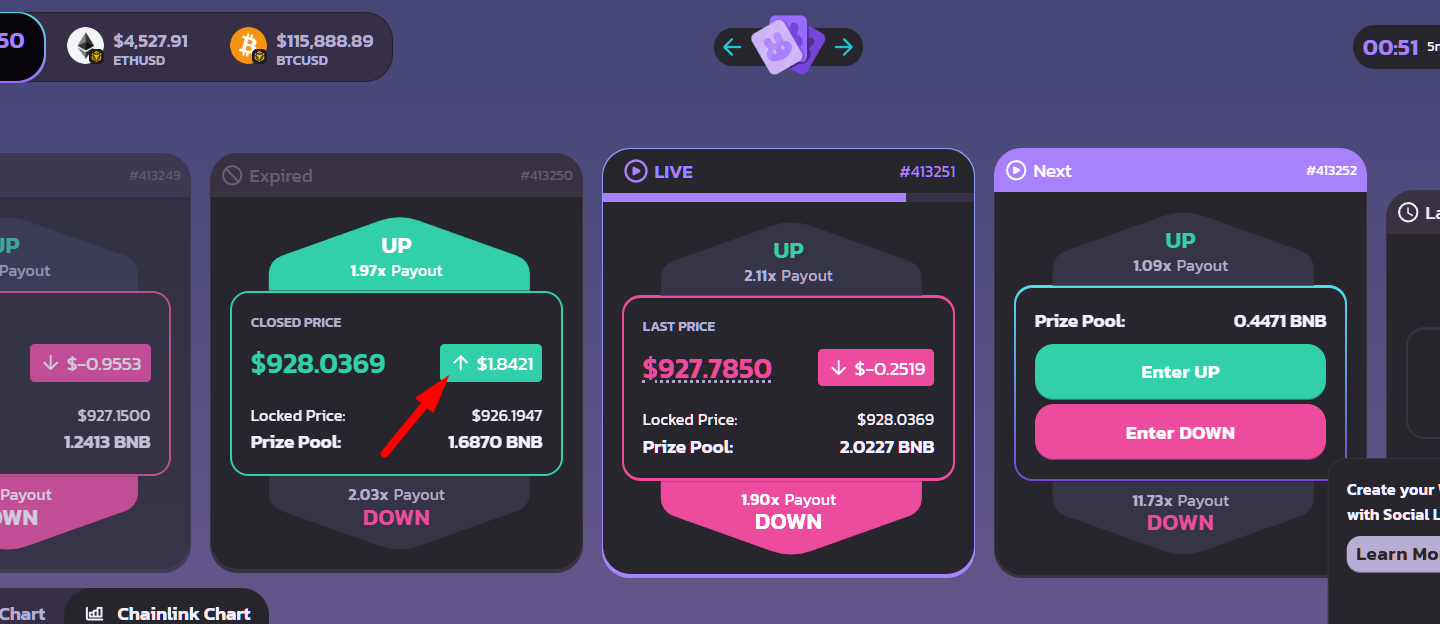 50
$4,527.91
ETHUSD
$115,888.89
BTCUSD
00:51
#413249
UP
Payout
$-0.9553
$927.1500
1.2413 BNB
Payout
DOWN
Expired
#413250
UP
1.97x Payout
CLOSED PRICE
$928.0369
$1.8421
Locked Price:
$926.1947
Prize Pool:
1.6870 BNB
2.03x Payout
DOWN
LIVE
#413251
UP
2.11x Payout
LAST PRICE
$927.7850
$-0.2519
Locked Price:
$928.0369
Prize Pool:
2.0227 BNB
1.90x Payout
DOWN
Next
#413252
UP
1.09x Payout
Prize Pool:
0.4471 BNB
Enter UP
Enter DOWN
11.73x Payout
DOWN
Create your
with Social
Learn Mo
Chart
Chainlink Chart